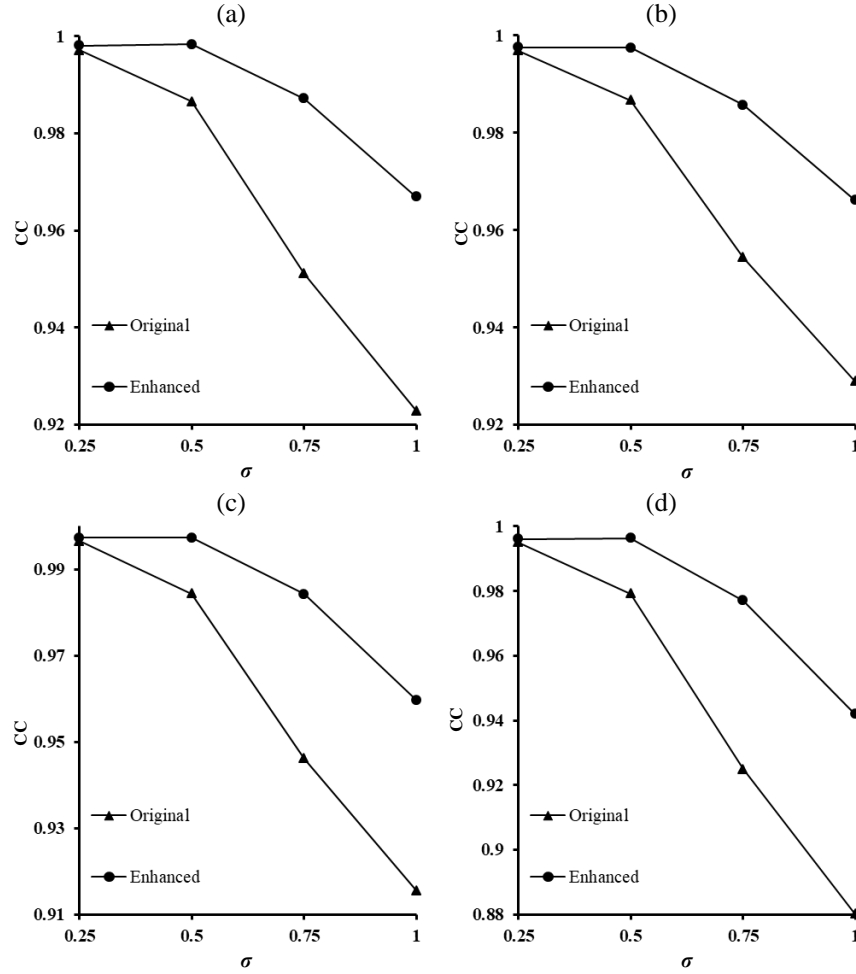 (a)
1
0.98
0.96
CC
0.94
0.92
Original
Enhanced
0.25 0.5 0.75 1
σ
(b)
1
0.98
0.96
CC
0.94
0.92
Original
Enhanced
0.25 0.5 0.75 1
σ
(c)
0.99
0.97
CC
0.95
0.93
0.91
Original
Enhanced
0.25 0.5 0.75 1
σ
(d)
1
0.98
0.96
CC
0.94
0.92
0.9
0.88
Original
Enhanced
0.25 0.5 0.75 1
σ